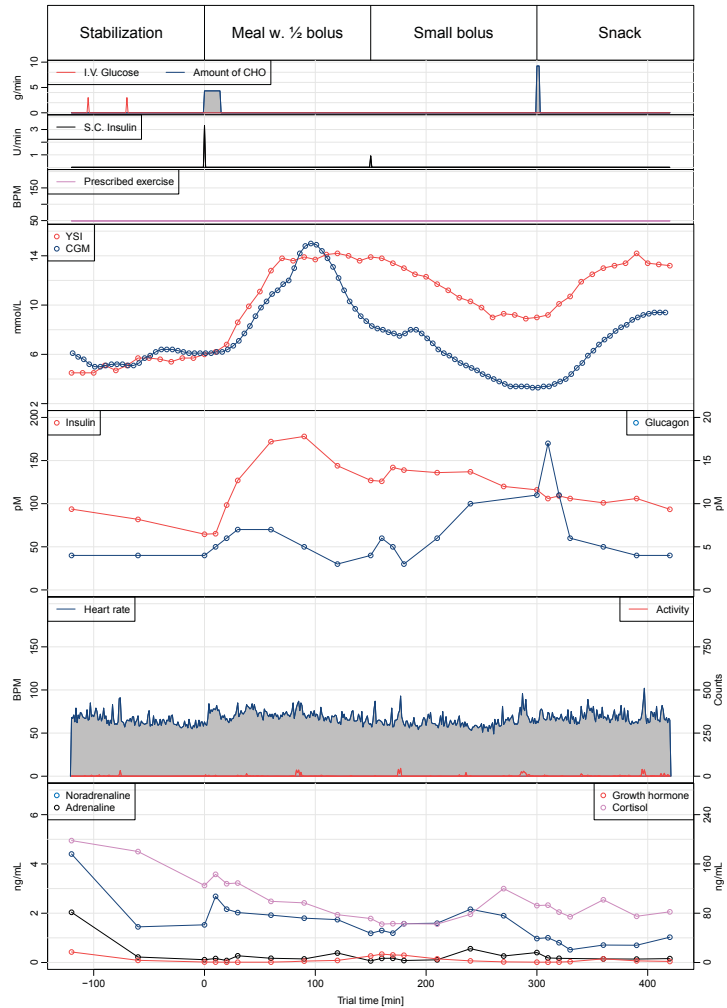 Stabilization Meal w. ½ bolus Small bolus Snack
g/min
0 5 10
I.V. Glucose Amount of CHO
U/min
1 3
S.C. Insulin
BPM
50 150
Prescribed exercise
mmol/L
2 6 10 14
YSI
CGM
pM
0 50 100 150 200
Insulin
Glucagon
0 5 10 15 20
pM
BPM
0 50 100 150
Heart rate
Activity
0 250 500 750
Counts
ng/mL
0 2 4 6
Noradrenaline
Adrenaline
Growth hormone
Cortisol
0 80 160 240
ng/mL
−100 0 100 200 300 400
Trial time [min]